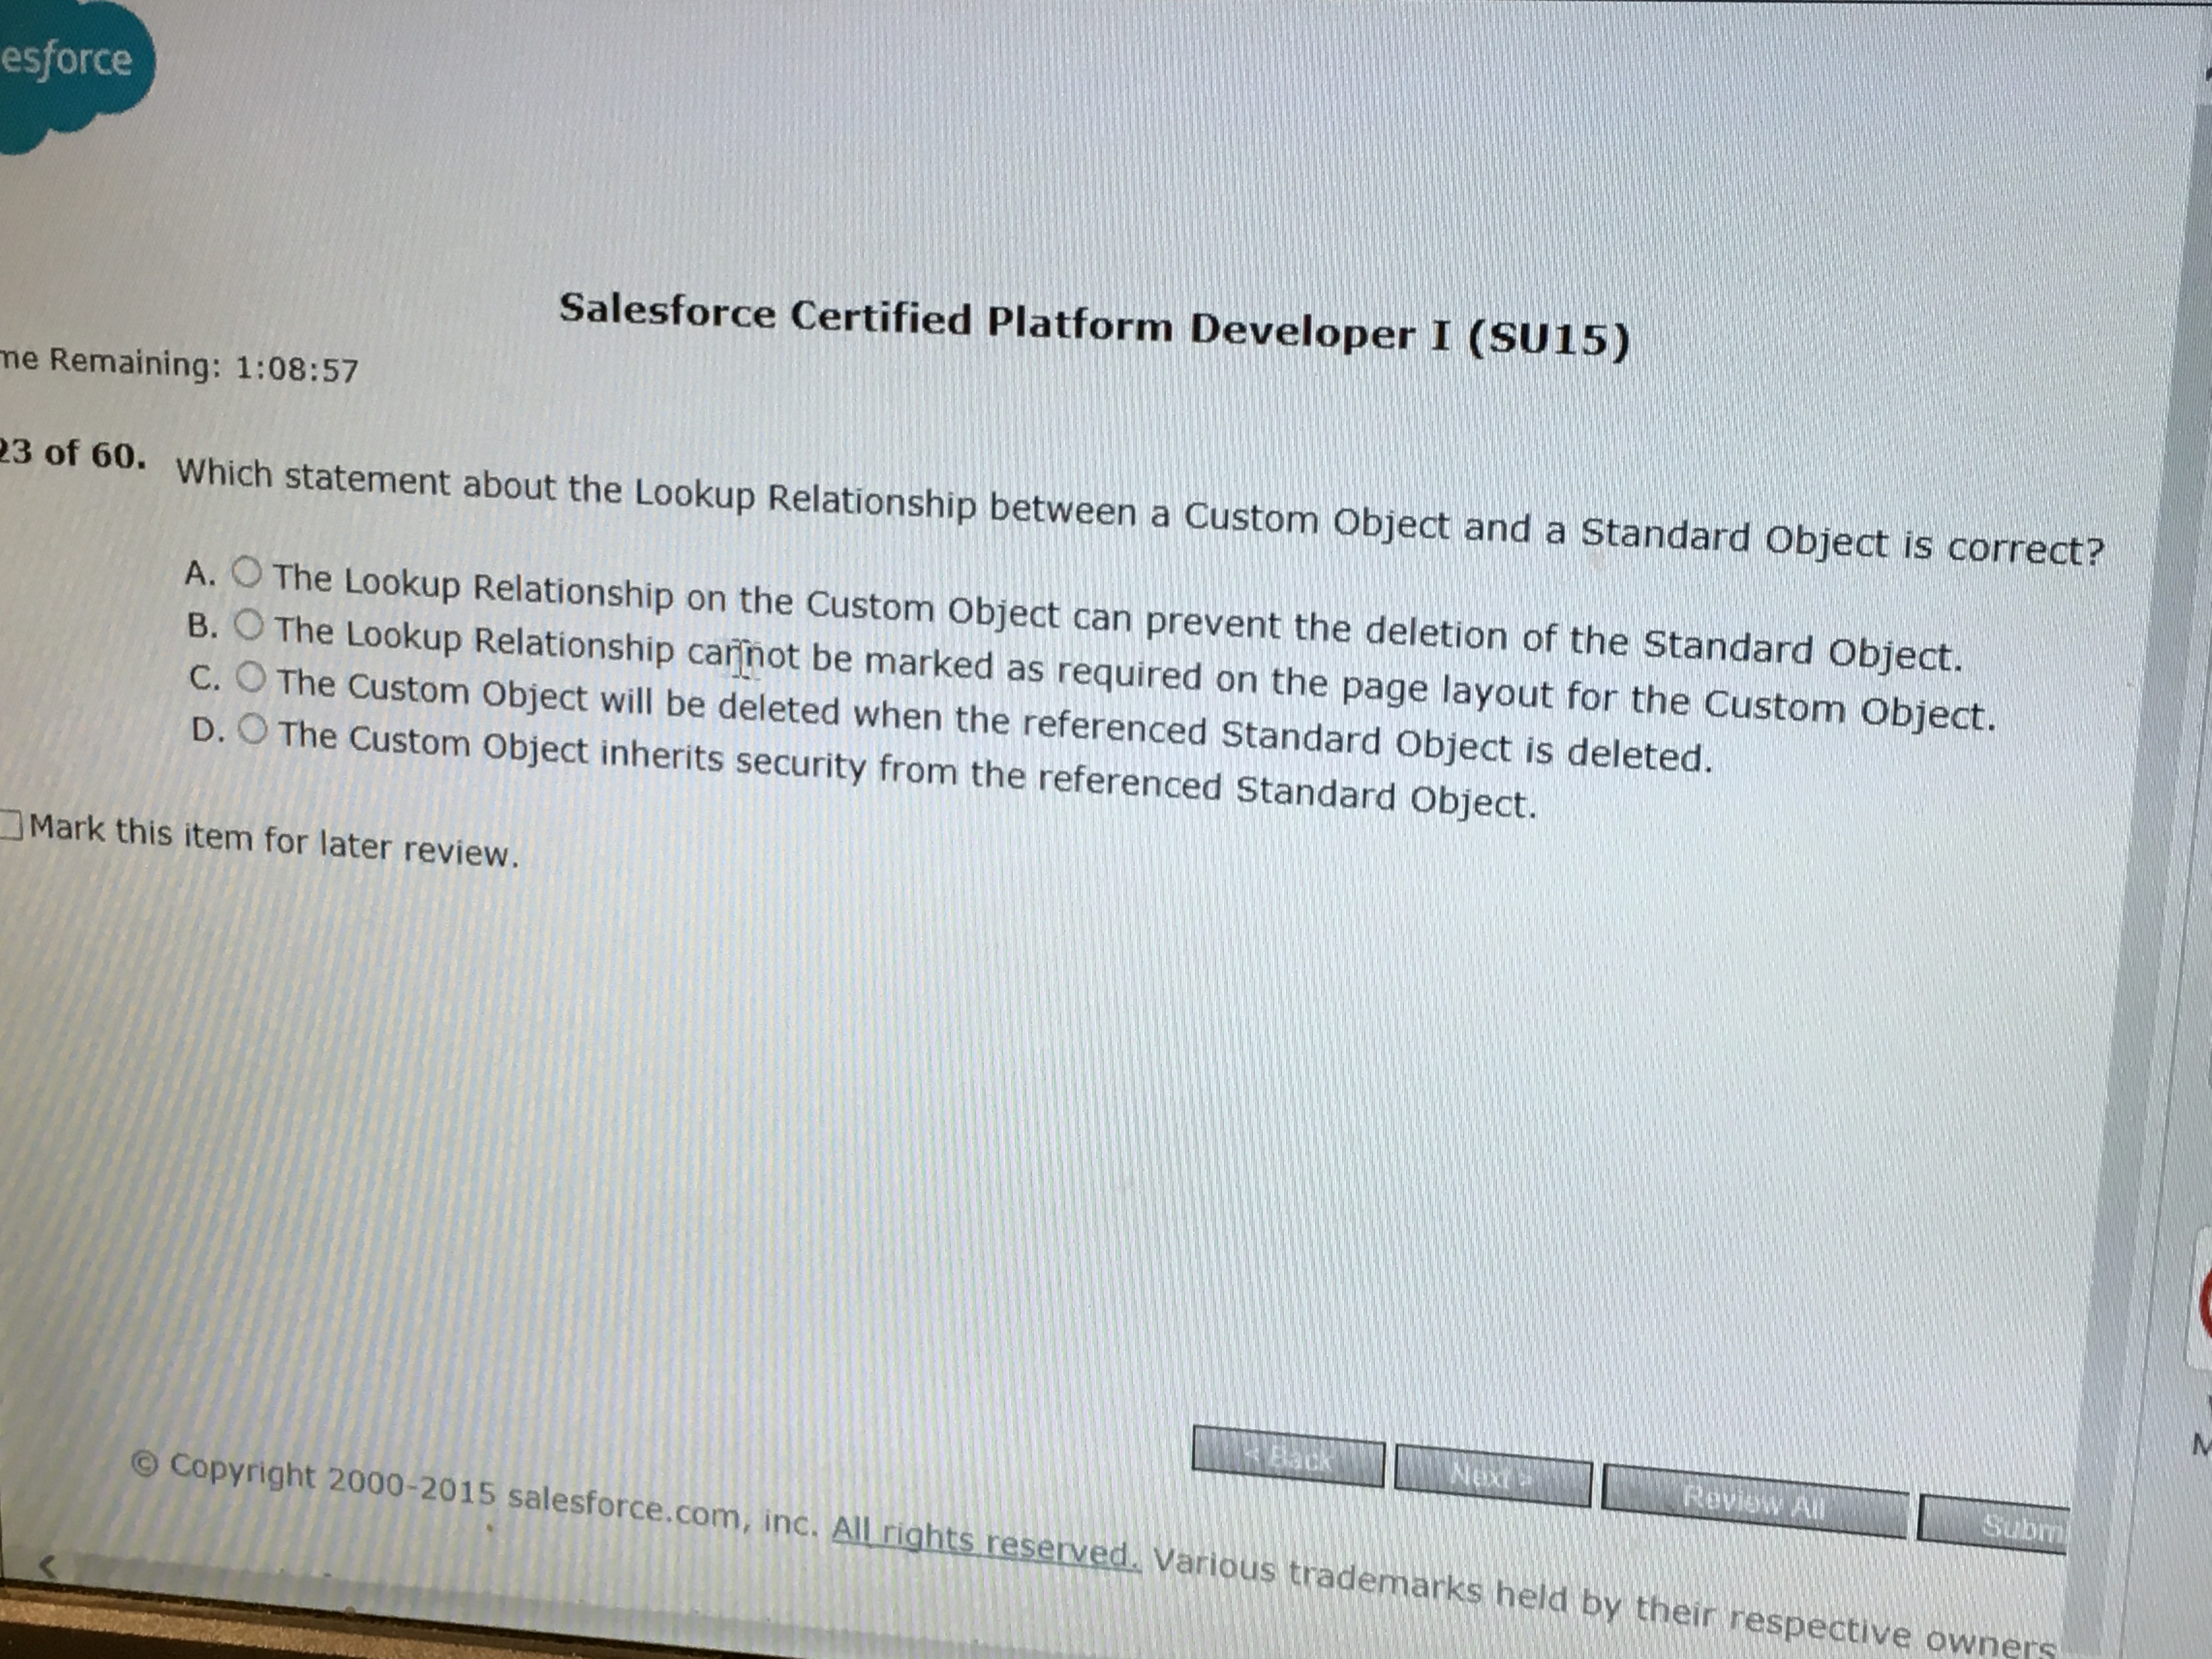 esforce
Salesforce Certified Platform Developer I (SU15)
me Remaining: 1:08:57
23 of 60. Which statement about the Lookup Relationship between a Custom Object and a Standard Object is correct?
A. The Lookup Relationship on the Custom Object can prevent the deletion of the Standard Object.
B. The Lookup Relationship cannot be marked as required on the page layout for the Custom Object.
C. The Custom Object will be deleted when the referenced Standard Object is deleted.
D. The Custom Object inherits security from the referenced Standard Object.
Mark this item for later review.
< Back Next > Review All Subm
© Copyright 2000-2015 salesforce.com, inc. All rights reserved. Various trademarks held by their respective owners